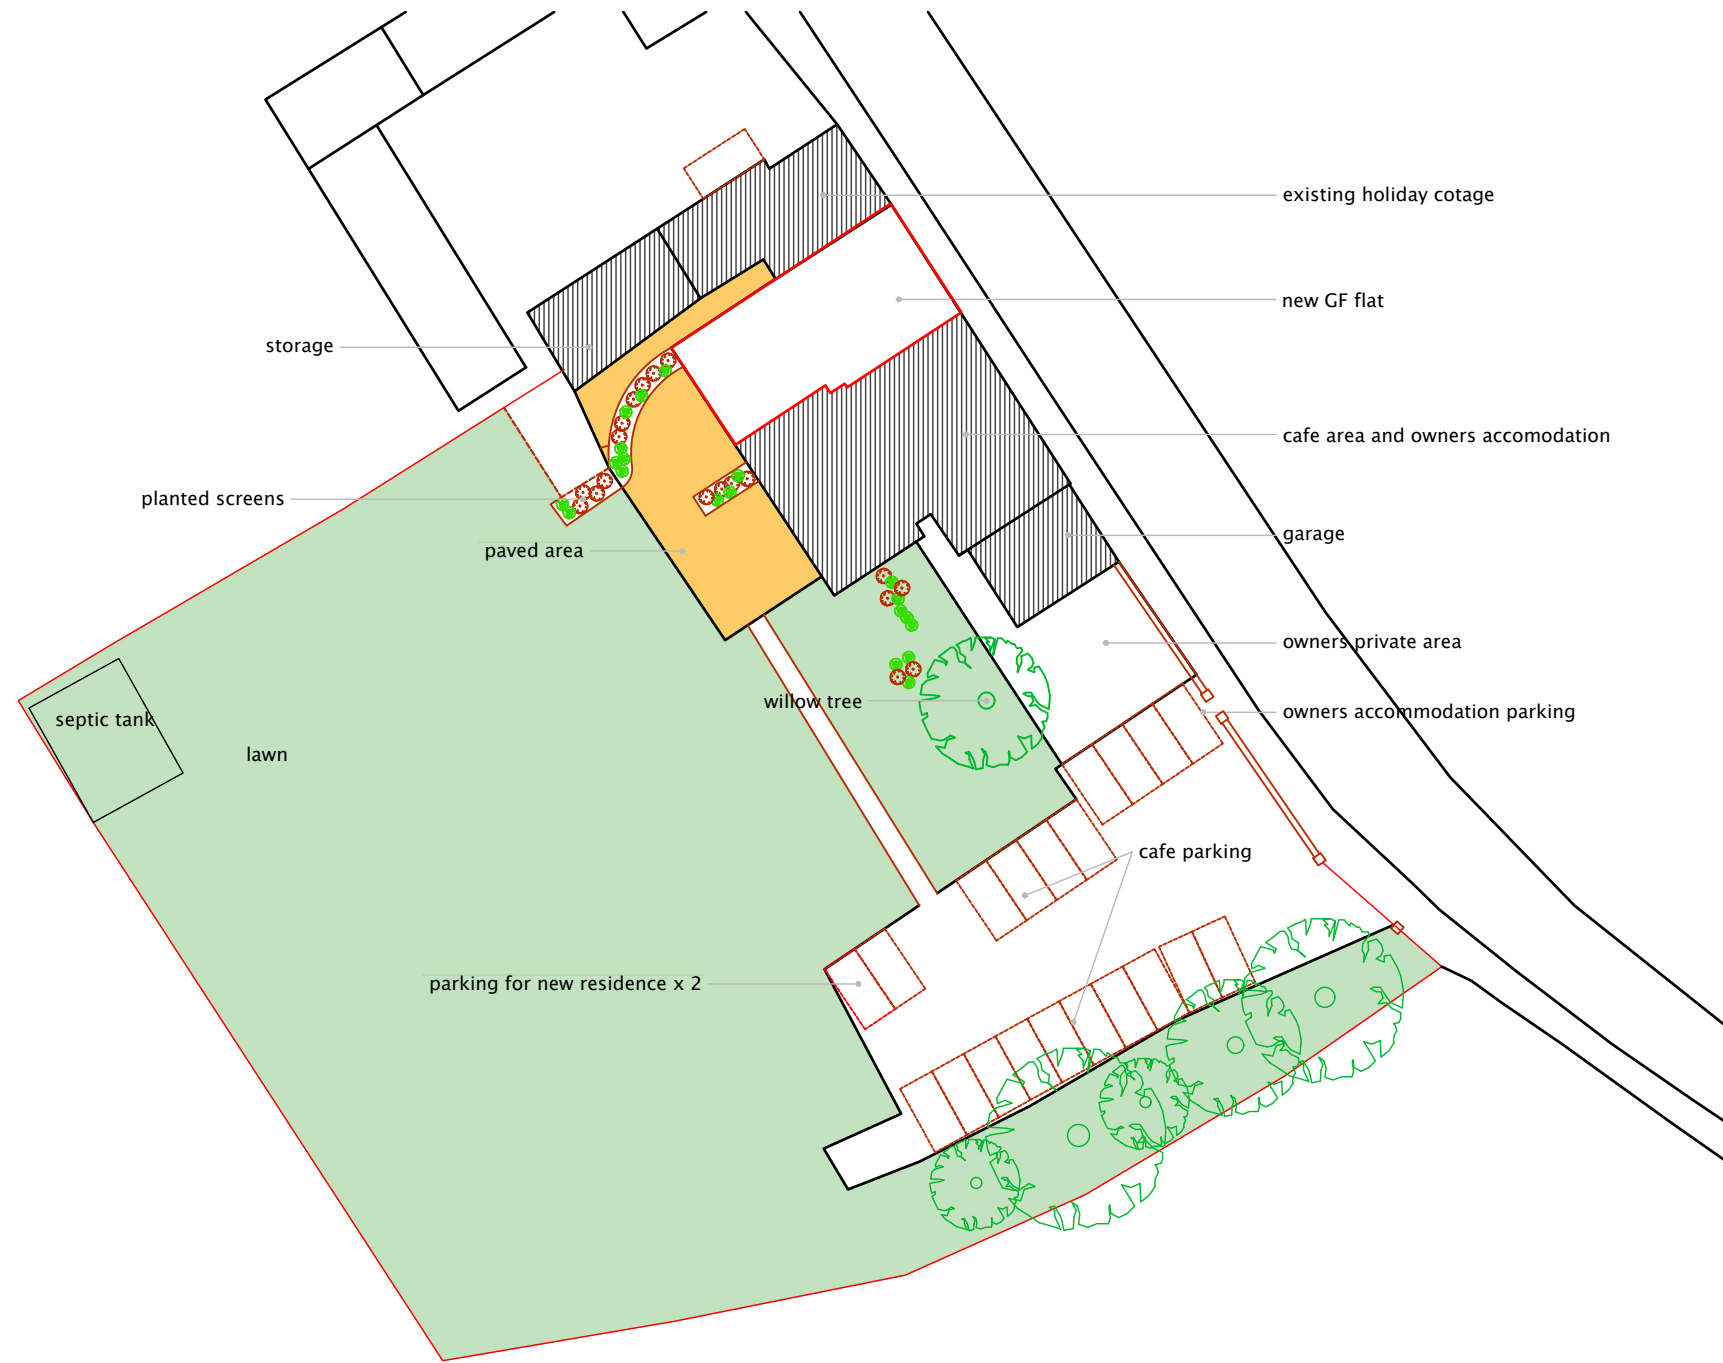 existing holiday cotage
new GF flat
storage
cafe area and owners accomodation
planted screens
garage
paved area
owners private area
willow tree
owners accommodation parking
septic tank
lawn
cafe parking
parking for new residence x 2